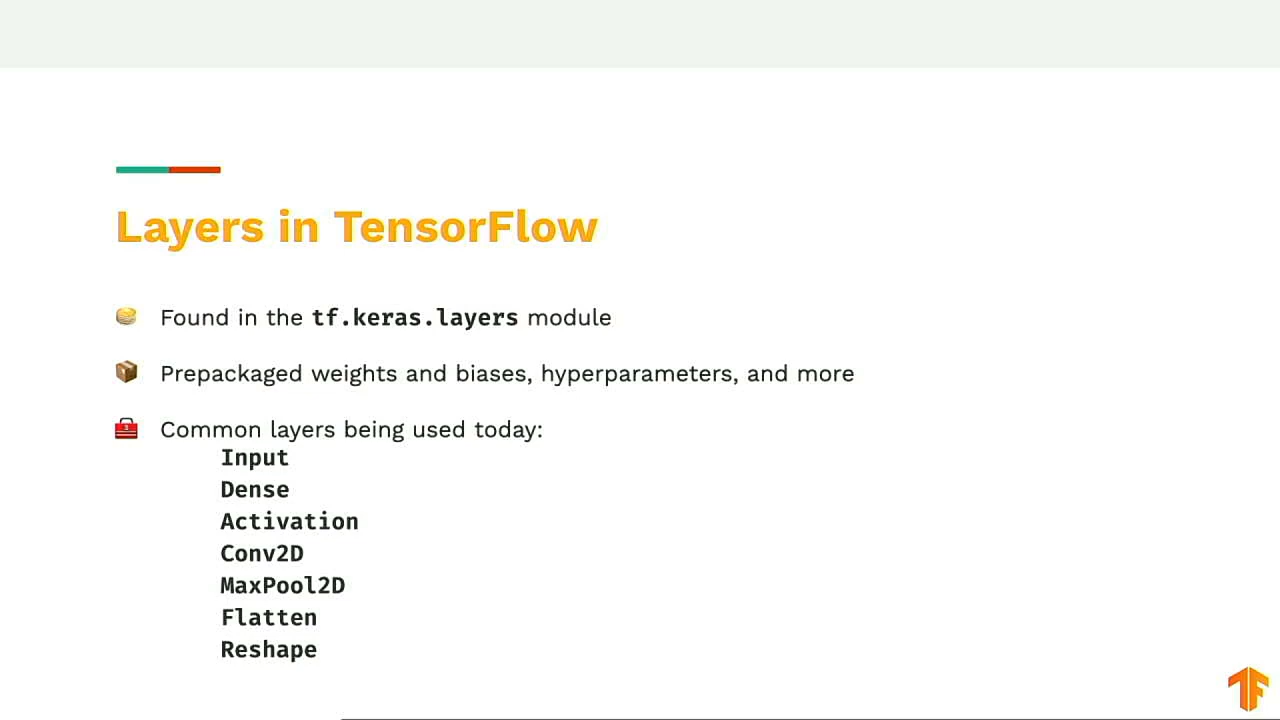 Layers in TensorFlow
Found in the tf.keras.layers module
Prepackaged weights and biases, hyperparameters, and more
Common layers being used today:
Input
Dense
Activation
Conv2D
MaxPool2D
Flatten
Reshape